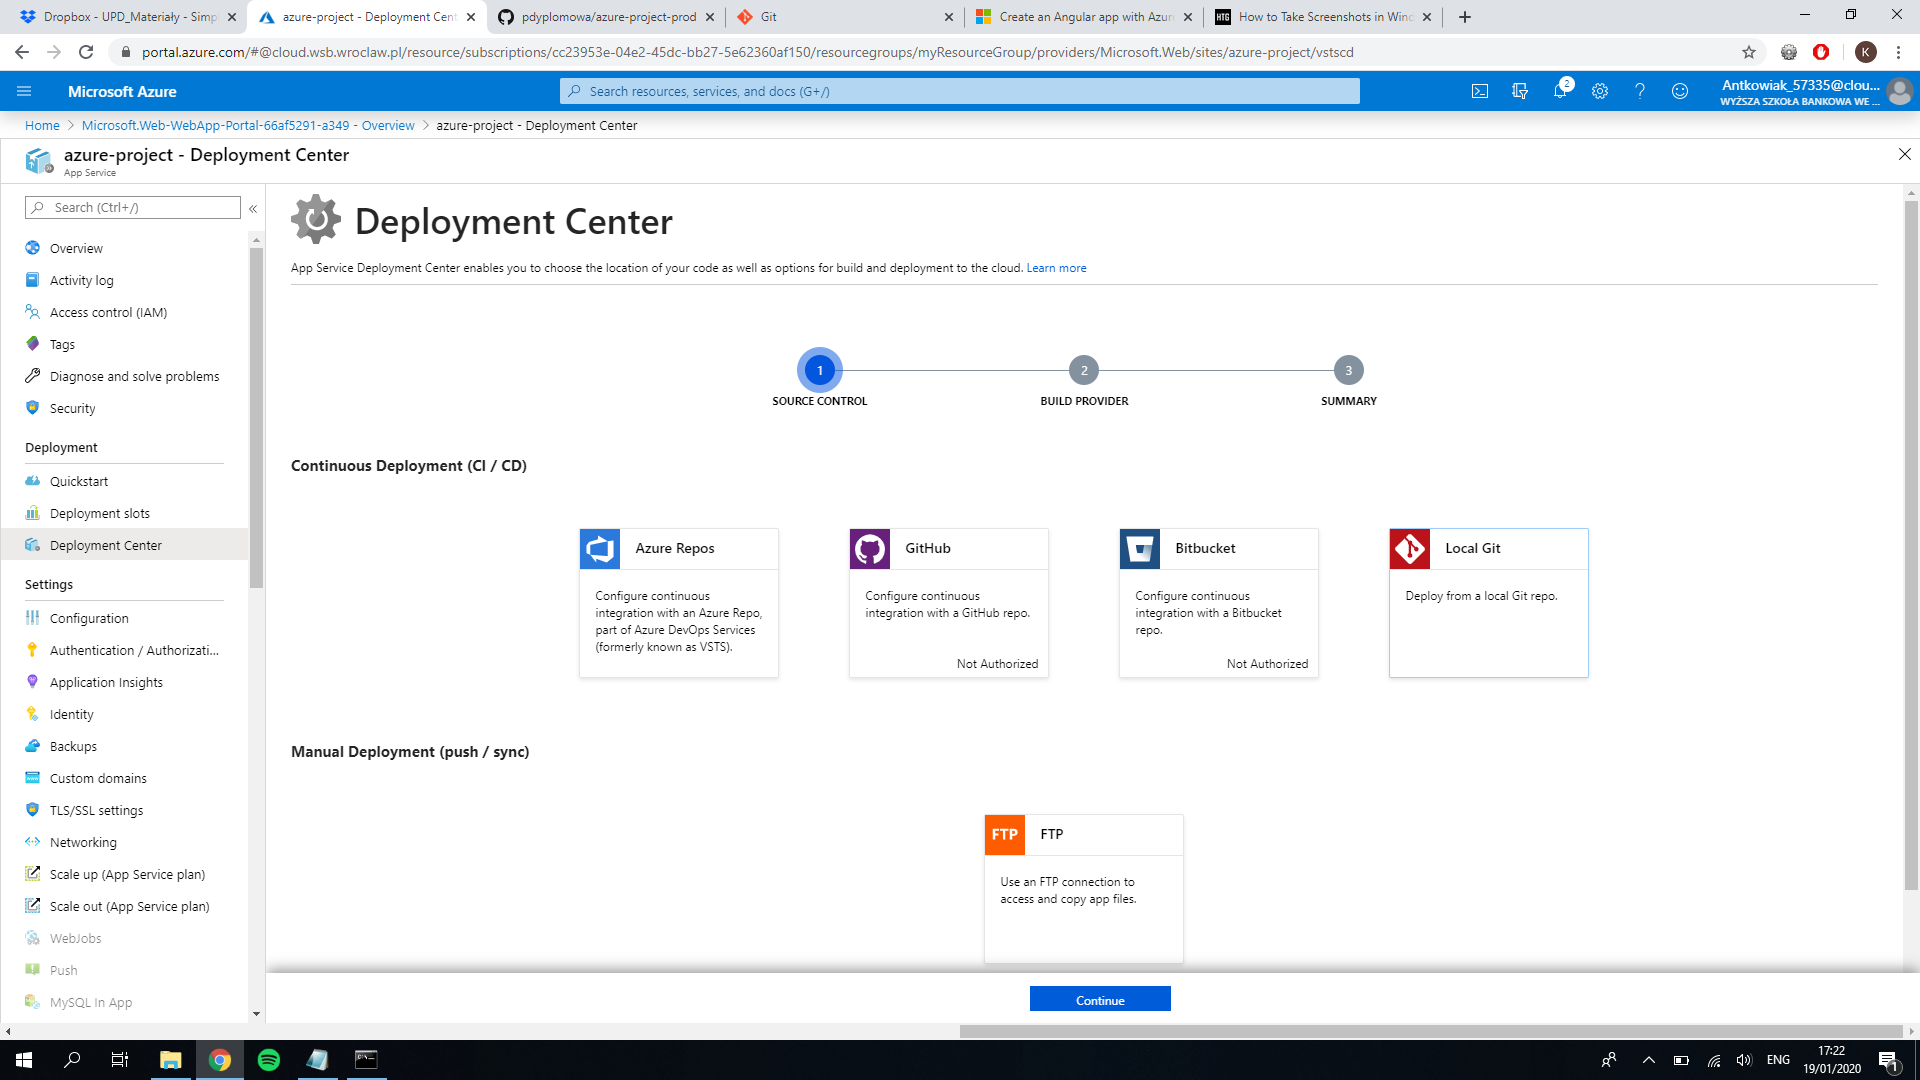 Dropbox - UPD_Materiały - Simpl
azure-project - Deployment Cent
pdyplomowa/azure-project-prod
Git
Create an Angular app with Azure
How to Take Screenshots in Wind
portal.azure.com/#@cloud.wsb.wroclaw.pl/resource/subscriptions/cc23953e-04e2-45dc-bb27-5e62360af150/resourcegroups/myResourceGroup/providers/Microsoft.Web/sites/azure-project/vstscd
K
Microsoft Azure
Search resources, services, and docs (G+/)
2
Antkowiak_57335@clou...
WYŻSZA SZKOŁA BANKOWA WE ...
Home > Microsoft.Web-WebApp-Portal-66af5291-a349 - Overview > azure-project - Deployment Center
azure-project - Deployment Center
App Service
Search (Ctrl+/)
«
Overview
Activity log
Access control (IAM)
Tags
Diagnose and solve problems
Security
Deployment
Quickstart
Deployment slots
Deployment Center
Settings
Configuration
Authentication / Authorizati...
Application Insights
Identity
Backups
Custom domains
TLS/SSL settings
Networking
Scale up (App Service plan)
Scale out (App Service plan)
WebJobs
Push
MySQL In App
Deployment Center
App Service Deployment Center enables you to choose the location of your code as well as options for build and deployment to the cloud. Learn more
1
2
3
SOURCE CONTROL
BUILD PROVIDER
SUMMARY
Continuous Deployment (CI / CD)
Azure Repos
Configure continuous
integration with an Azure Repo,
part of Azure DevOps Services
(formerly known as VSTS).
GitHub
Configure continuous
integration with a GitHub repo.
Not Authorized
Bitbucket
Configure continuous
integration with a Bitbucket
repo.
Not Authorized
Local Git
Deploy from a local Git repo.
Manual Deployment (push / sync)
FTP
FTP
Use an FTP connection to
access and copy app files.
Continue
ENG
17:22
19/01/2020
1